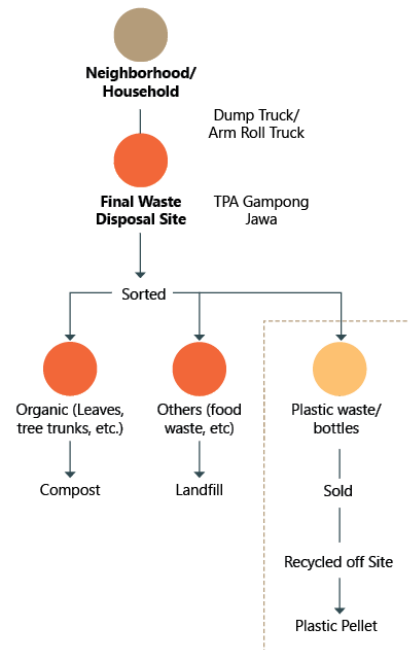 Neighborhood/
Household
Dump Truck/
Arm Roll Truck
Final Waste
Disposal Site
TPA Gampong
Jawa
Sorted
Organic (Leaves,
tree trunks, etc.)
Others (food
waste, etc)
Plastic waste/
bottles
Compost
Landfill
Sold
Recycled off Site
Plastic Pellet